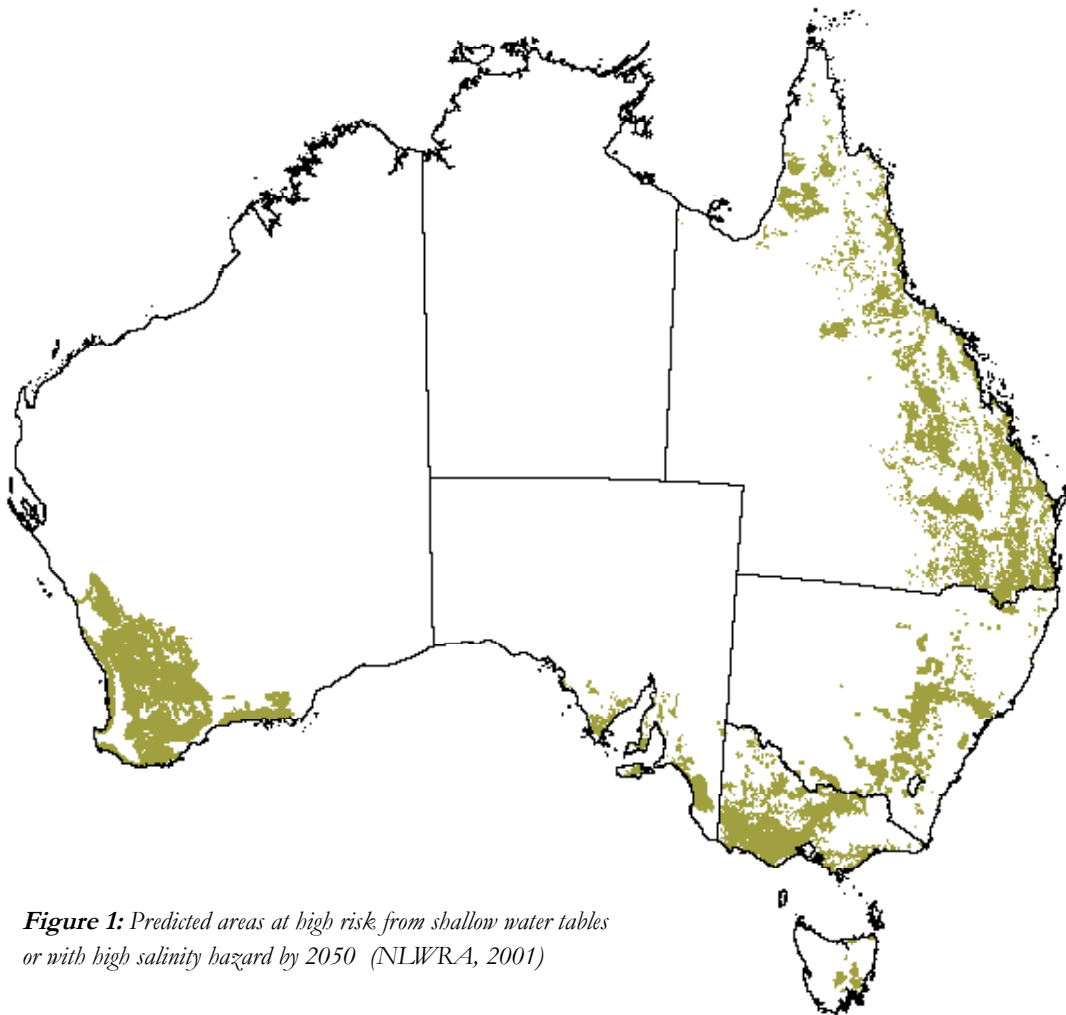 Figure 1: Predicted areas at high risk from shallow water tables
or with high salinity hazard by 2050 (NLWRA, 2001)